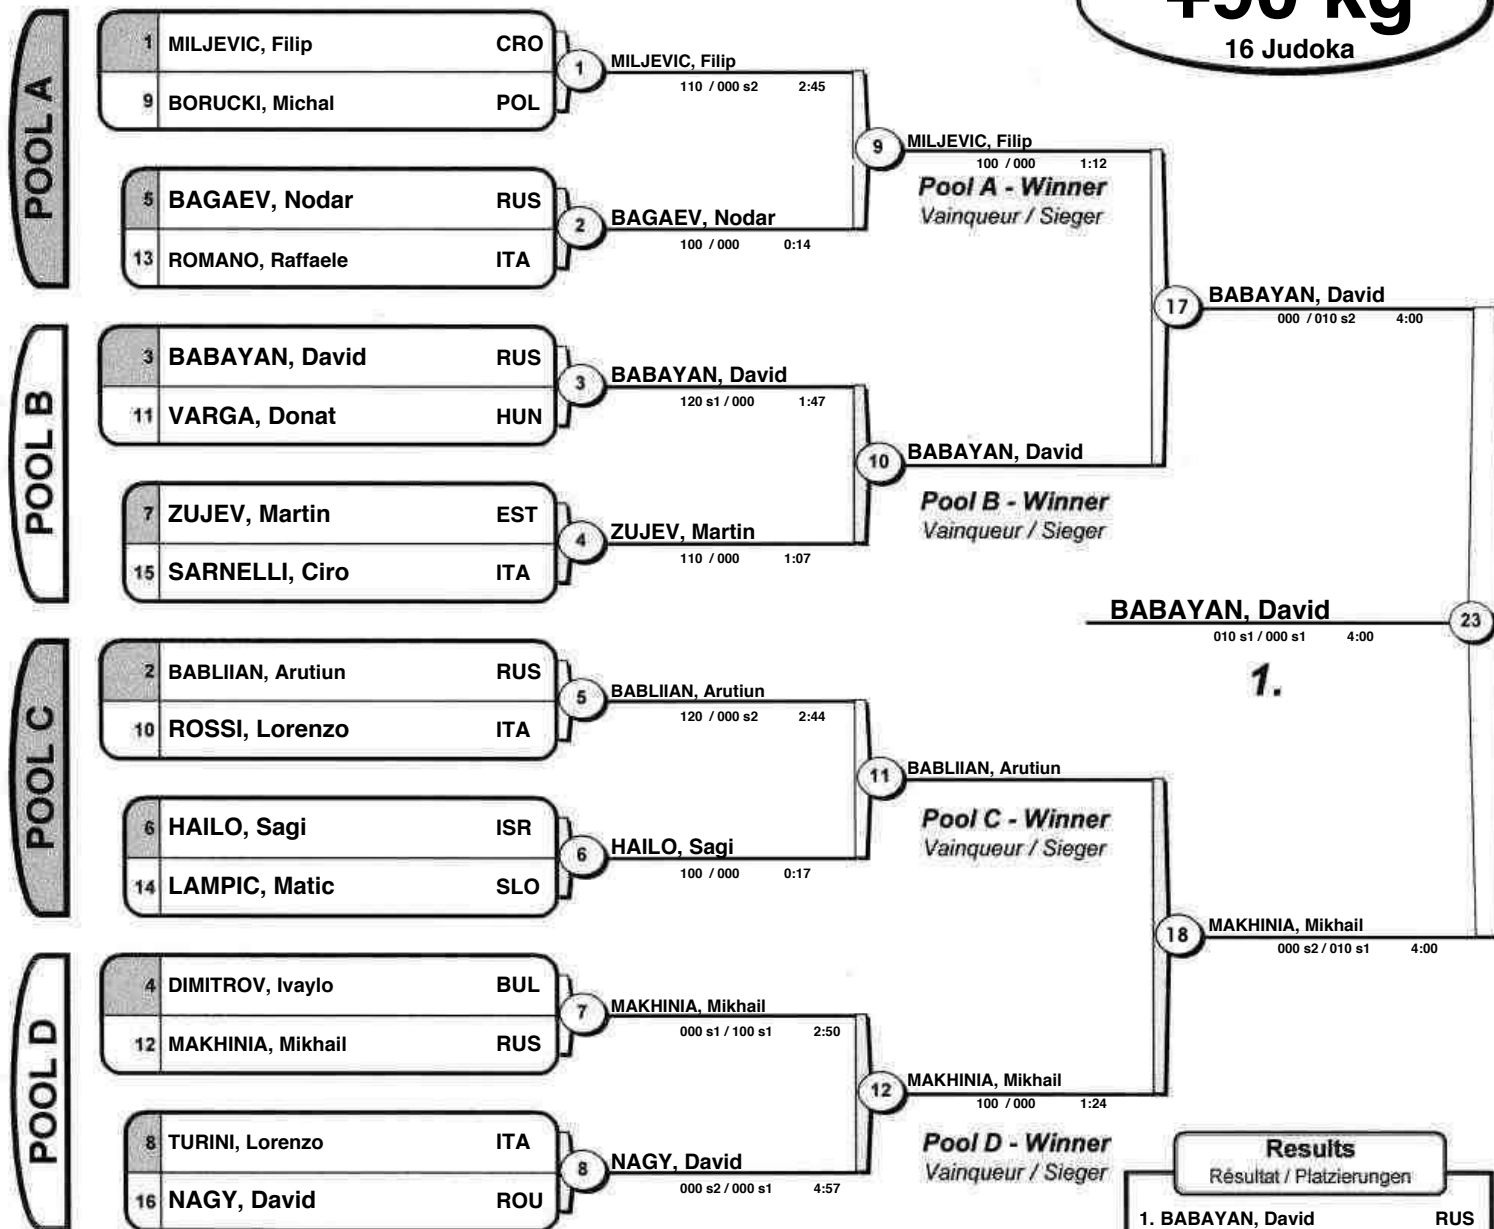 +90 kg
16 Judoka
POOL A
1 MILJEVIC, Filip CRO
9 BORUCKI, Michal POL
1
MILJEVIC, Filip
110 / 000 s2 2:45
5 BAGAEV, Nodar RUS
13 ROMANO, Raffaele ITA
2
BAGAEV, Nodar
100 / 000 0:14
9
MILJEVIC, Filip
100 / 000 1:12
Pool A - Winner
Vainqueur / Sieger
POOL B
3 BABAYAN, David RUS
11 VARGA, Donat HUN
3
BABAYAN, David
120 s1 / 000 1:47
7 ZUJEV, Martin EST
15 SARNELLI, Ciro ITA
4
ZUJEV, Martin
110 / 000 1:07
10
BABAYAN, David
Pool B - Winner
Vainqueur / Sieger
17
BABAYAN, David
000 / 010 s2 4:00
POOL C
2 BABLIIAN, Arutiun RUS
10 ROSSI, Lorenzo ITA
5
BABLIIAN, Arutiun
120 / 000 s2 2:44
6 HAILO, Sagi ISR
14 LAMPIC, Matic SLO
6
HAILO, Sagi
100 / 000 0:17
11
BABLIIAN, Arutiun
Pool C - Winner
Vainqueur / Sieger
POOL D
4 DIMITROV, Ivaylo BUL
12 MAKHINIA, Mikhail RUS
7
MAKHINIA, Mikhail
000 s1 / 100 s1 2:50
8 TURINI, Lorenzo ITA
16 NAGY, David ROU
8
NAGY, David
000 s2 / 000 s1 4:57
12
MAKHINIA, Mikhail
100 / 000 1:24
Pool D - Winner
Vainqueur / Sieger
18
MAKHINIA, Mikhail
000 s2 / 010 s1 4:00
23
BABAYAN, David
010 s1 / 000 s1 4:00
1.
Results
Résultat / Platzierungen
1. BABAYAN, David RUS